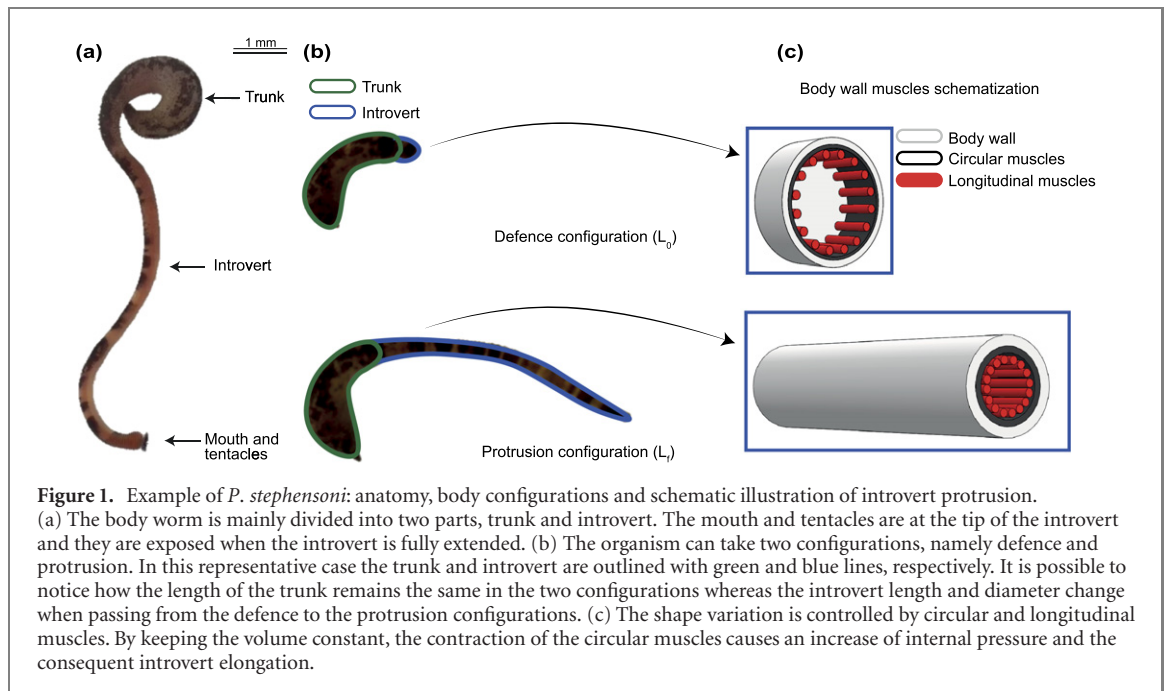 (a)
1 mm
(b)
(c)
Trunk
Trunk
Introvert
Body wall muscles schematization
Body wall
Circular muscles
Longitudinal muscles
Defence configuration (L₀)
Introvert
Mouth and
tentacles
Protrusion configuration (Lf)
Figure 1. Example of P. stephensoni: anatomy, body configurations and schematic illustration of introvert protrusion.
(a) The body worm is mainly divided into two parts, trunk and introvert. The mouth and tentacles are at the tip of the introvert
and they are exposed when the introvert is fully extended. (b) The organism can take two configurations, namely defence and
protrusion. In this representative case the trunk and introvert are outlined with green and blue lines, respectively. It is possible to
notice how the length of the trunk remains the same in the two configurations whereas the introvert length and diameter change
when passing from the defence to the protrusion configurations. (c) The shape variation is controlled by circular and longitudinal
muscles. By keeping the volume constant, the contraction of the circular muscles causes an increase of internal pressure and the
consequent introvert elongation.